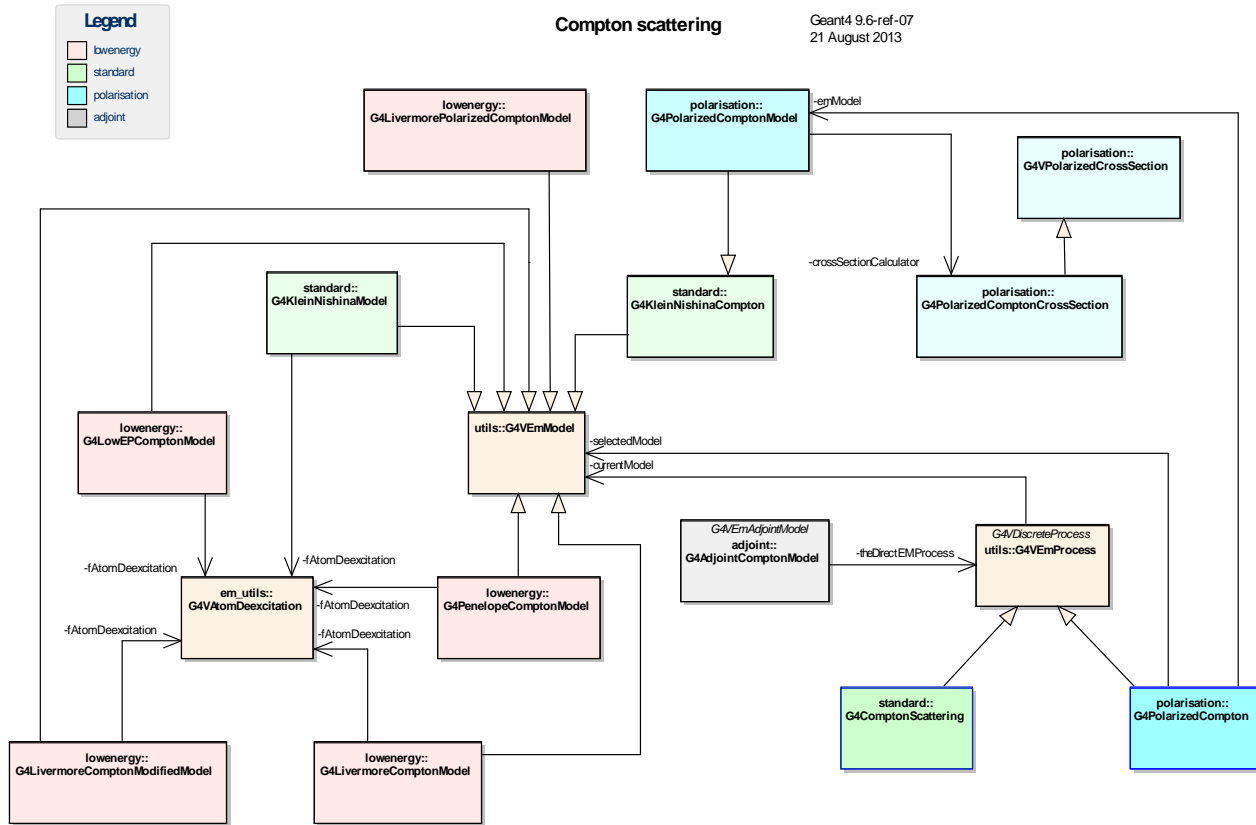 Legend
lowenergy
standard
polarisation
adjoint
Compton scattering
Geant4 9.6-ref-07
21 August 2013
lowenergy::
G4LivermorePolarizedComptonModel
polarisation::
G4PolarizedComptonModel
-emModel
polarisation::
G4VPolarizedCrossSection
-crossSectionCalculator
standard::
G4KleinNishinaModel
standard::
G4KleinNishinaCompton
polarisation::
G4PolarizedComptonCrossSection
lowenergy::
G4LowEPComptonModel
utils::G4VEmModel
-selectedModel
-currentModel
G4VEmAdjointModel
adjoint::
G4AdjointComptonModel
-theDirectEMProcess
G4VDiscreteProcess
utils::G4VEmProcess
-fAtomDeexcitation
-fAtomDeexcitation
em_utils::
G4VAtomDeexcitation
-fAtomDeexcitation
lowenergy::
G4PenelopeComptonModel
-fAtomDeexcitation
-fAtomDeexcitation
standard::
G4ComptonScattering
polarisation::
G4PolarizedCompton
lowenergy::
G4LivermoreComptonModifiedModel
lowenergy::
G4LivermoreComptonModel